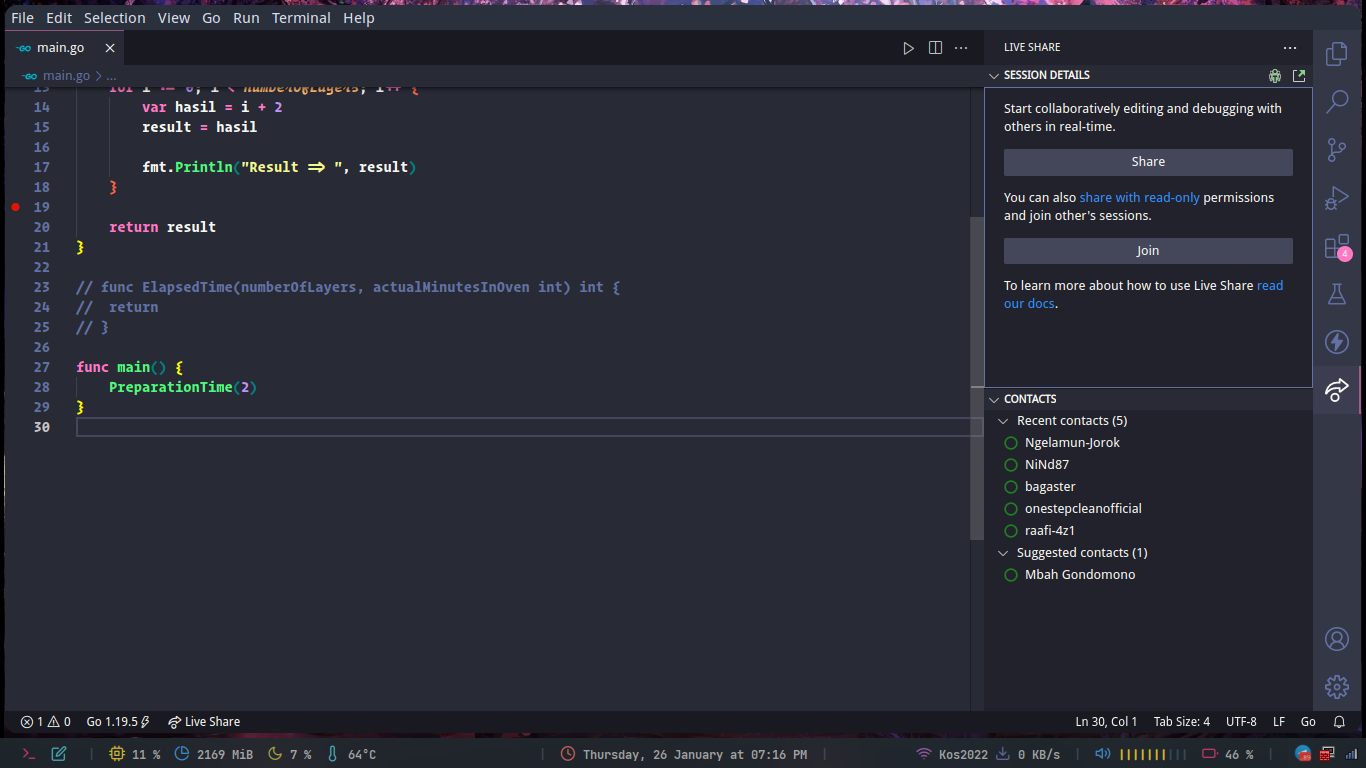 File Edit Selection View Go Run Terminal Help
main.go
main.go > ...
13 for i := 0; i < numberOfLayers; i++ {
14 var hasil = i + 2
15 result = hasil
16
17 fmt.Println("Result => ", result)
18 }
19
20 return result
21 }
22
23 // func ElapsedTime(numberOfLayers, actualMinutesInOven int) int {
24 // return
25 // }
26
27 func main() {
28 PreparationTime(2)
29 }
30
LIVE SHARE
SESSION DETAILS
Start collaboratively editing and debugging with
others in real-time.
Share
You can also share with read-only permissions
and join other's sessions.
Join
To learn more about how to use Live Share read
our docs.
4
CONTACTS
Recent contacts (5)
Ngelamun-Jorok
NiNd87
bagaster
onestepcleanofficial
raafi-4z1
Suggested contacts (1)
Mbah Gondomono
1 0 Go 1.19.5 Live Share Ln 30, Col 1 Tab Size: 4 UTF-8 LF Go
11 % 2169 MiB 7 % 64°C Thursday, 26 January at 07:16 PM Kos2022 0 KB/s 46 %